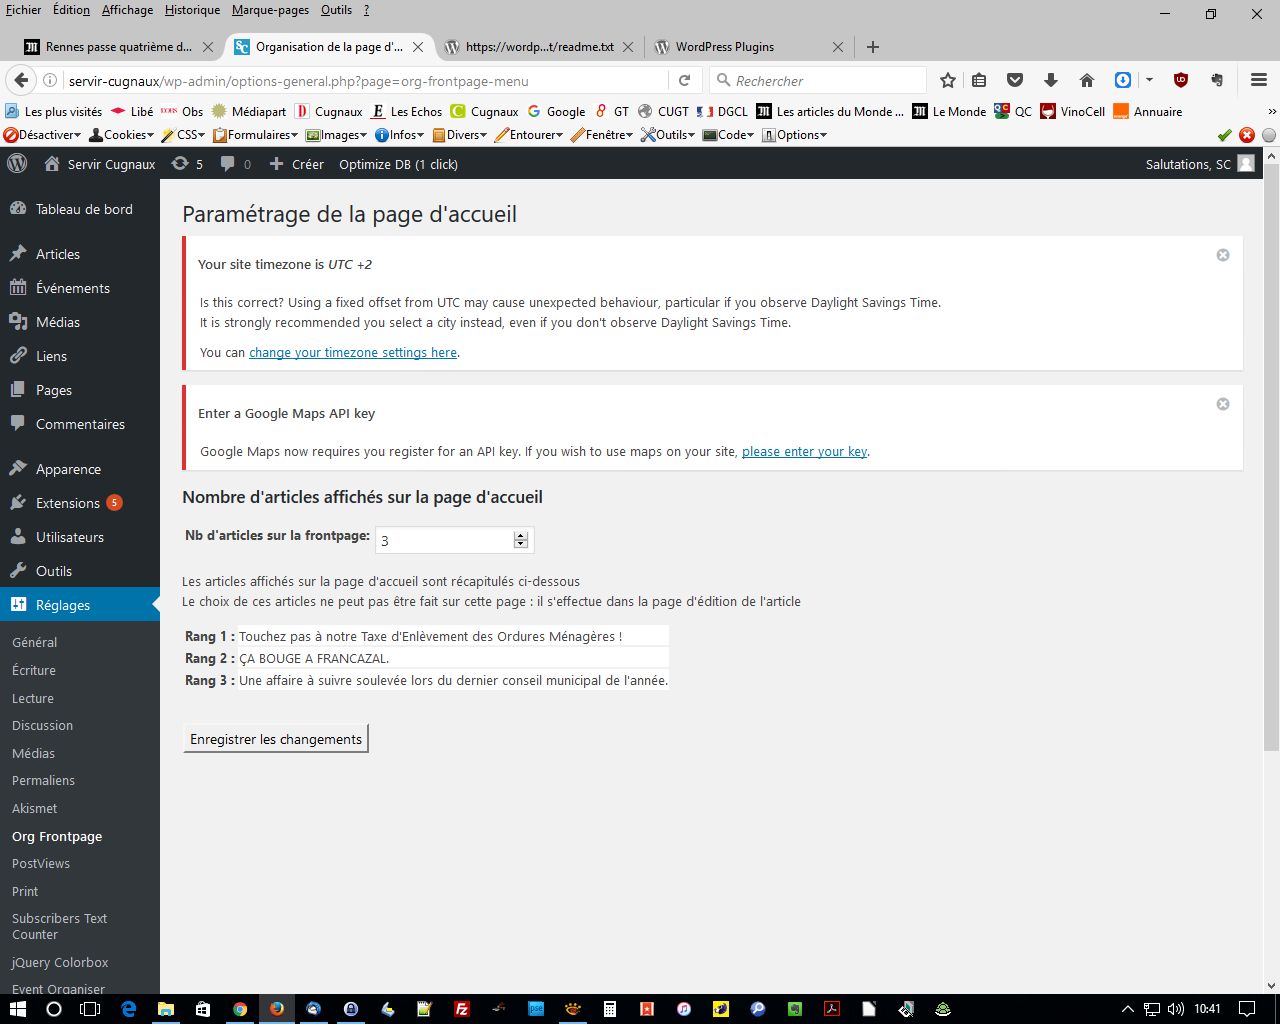 Fichier Édition Affichage Historique Marque-pages Outils ?
Rennes passe quatrième d... Organisation de la page d'... https://wordp...t/readme.txt WordPress Plugins
servir-cugnaux/wp-admin/options-general.php?page=org-frontpage-menu Rechercher
Les plus visités Libé Obs Médiapart Cugnaux Les Echos Cugnaux Google GT CUGT DGCL Les articles du Monde ... Le Monde QC VinoCell Annuaire
Désactiver Cookies CSS Formulaires Images Infos Divers Entourer Fenêtre Outils Code Options
Servir Cugnaux 5 0 Créer Optimize DB (1 click) Salutations, SC
Tableau de bord
Articles
Événements
Médias
Liens
Pages
Commentaires
Apparence
Extensions 5
Utilisateurs
Outils
Réglages
Général
Écriture
Lecture
Discussion
Médias
Permaliens
Akismet
Org Frontpage
PostViews
Print
Subscribers Text
Counter
jQuery Colorbox
Event Organiser
Paramétrage de la page d'accueil
Your site timezone is UTC +2
Is this correct? Using a fixed offset from UTC may cause unexpected behaviour, particular if you observe Daylight Savings Time.
It is strongly recommended you select a city instead, even if you don't observe Daylight Savings Time.
You can change your timezone settings here.
Enter a Google Maps API key
Google Maps now requires you register for an API key. If you wish to use maps on your site, please enter your key.
Nombre d'articles affichés sur la page d'accueil
Nb d'articles sur la frontpage: 3
Les articles affichés sur la page d'accueil sont récapitulés ci-dessous
Le choix de ces articles ne peut pas être fait sur cette page : il s'effectue dans la page d'édition de l'article
Rang 1 : Touchez pas à notre Taxe d'Enlèvement des Ordures Ménagères !
Rang 2 : ÇA BOUGE A FRANCAZAL.
Rang 3 : Une affaire à suivre soulevée lors du dernier conseil municipal de l'année.
Enregistrer les changements
10:41